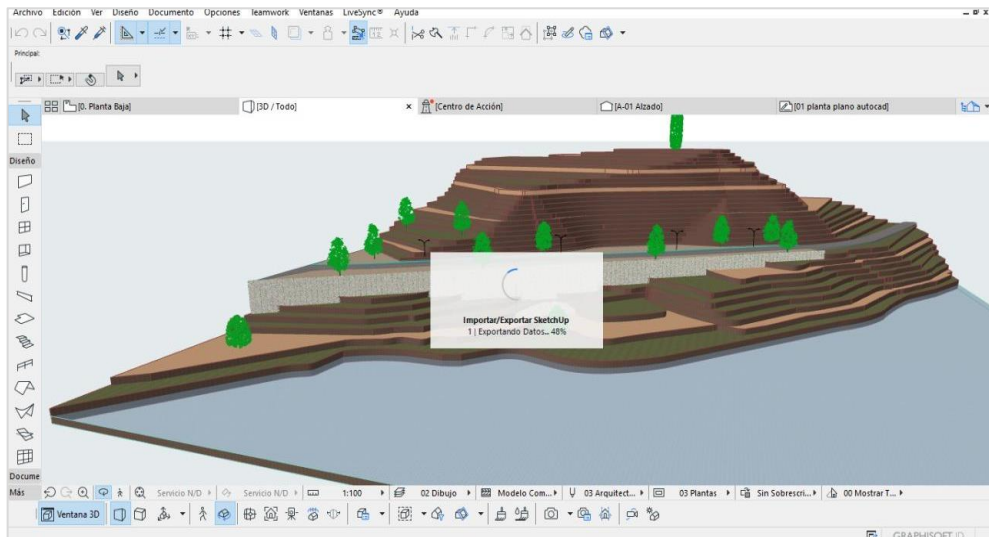 Archivo Edición Ver Diseño Documento Opciones Teamwork Ventanas LiveSync® Ayuda
Principal:
[0. Planta Baja] [3D / Todo] [Centro de Acción] [A-01 Alzado] [01 planta plano autocad]
Diseño
Importar/Exportar SketchUp
1 | Exportando Datos.. 48%
Docume
Más Servicio N/D Servicio N/D 1:100 02 Dibujo Modelo Com... 03 Arquitect... 03 Plantas Sin Sobrescri... 00 Mostrar T...
Ventana 3D
GRAPHISOFT ID